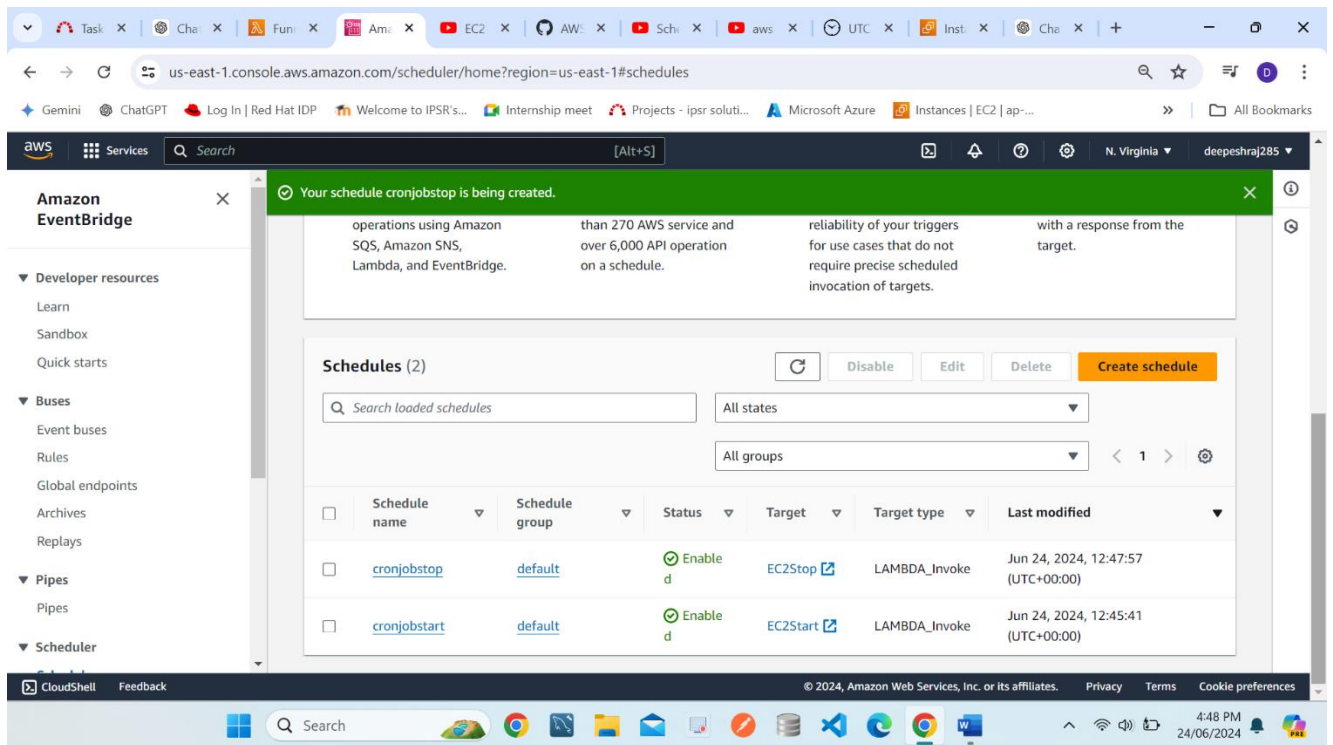 Task
Cha
Fun
Ama
EC2
AWS
Sche
aws
UTC
Inst
Cha
us-east-1.console.aws.amazon.com/scheduler/home?region=us-east-1#schedules
D
Gemini
ChatGPT
Log In | Red Hat IDP
Welcome to IPSR's...
Internship meet
Projects - ipsr soluti...
Microsoft Azure
Instances | EC2 | ap-...
»
All Bookmarks
aws
Services
Search
[Alt+S]
N. Virginia
deepeshraj285
Amazon
EventBridge
Developer resources
Learn
Sandbox
Quick starts
Buses
Event buses
Rules
Global endpoints
Archives
Replays
Pipes
Pipes
Scheduler
Your schedule cronjobstop is being created.
operations using Amazon
SQS, Amazon SNS,
Lambda, and EventBridge.
than 270 AWS service and
over 6,000 API operation
on a schedule.
reliability of your triggers
for use cases that do not
require precise scheduled
invocation of targets.
with a response from the
target.
Schedules (2)
Disable
Edit
Delete
Create schedule
Search loaded schedules
All states
All groups
1
Schedule
name
Schedule
group
Status
Target
Target type
Last modified
cronjobstop
default
Enable
d
EC2Stop
LAMBDA_Invoke
Jun 24, 2024, 12:47:57
(UTC+00:00)
cronjobstart
default
Enable
d
EC2Start
LAMBDA_Invoke
Jun 24, 2024, 12:45:41
(UTC+00:00)
CloudShell
Feedback
© 2024, Amazon Web Services, Inc. or its affiliates.
Privacy
Terms
Cookie preferences
Search
4:48 PM
24/06/2024
PRE